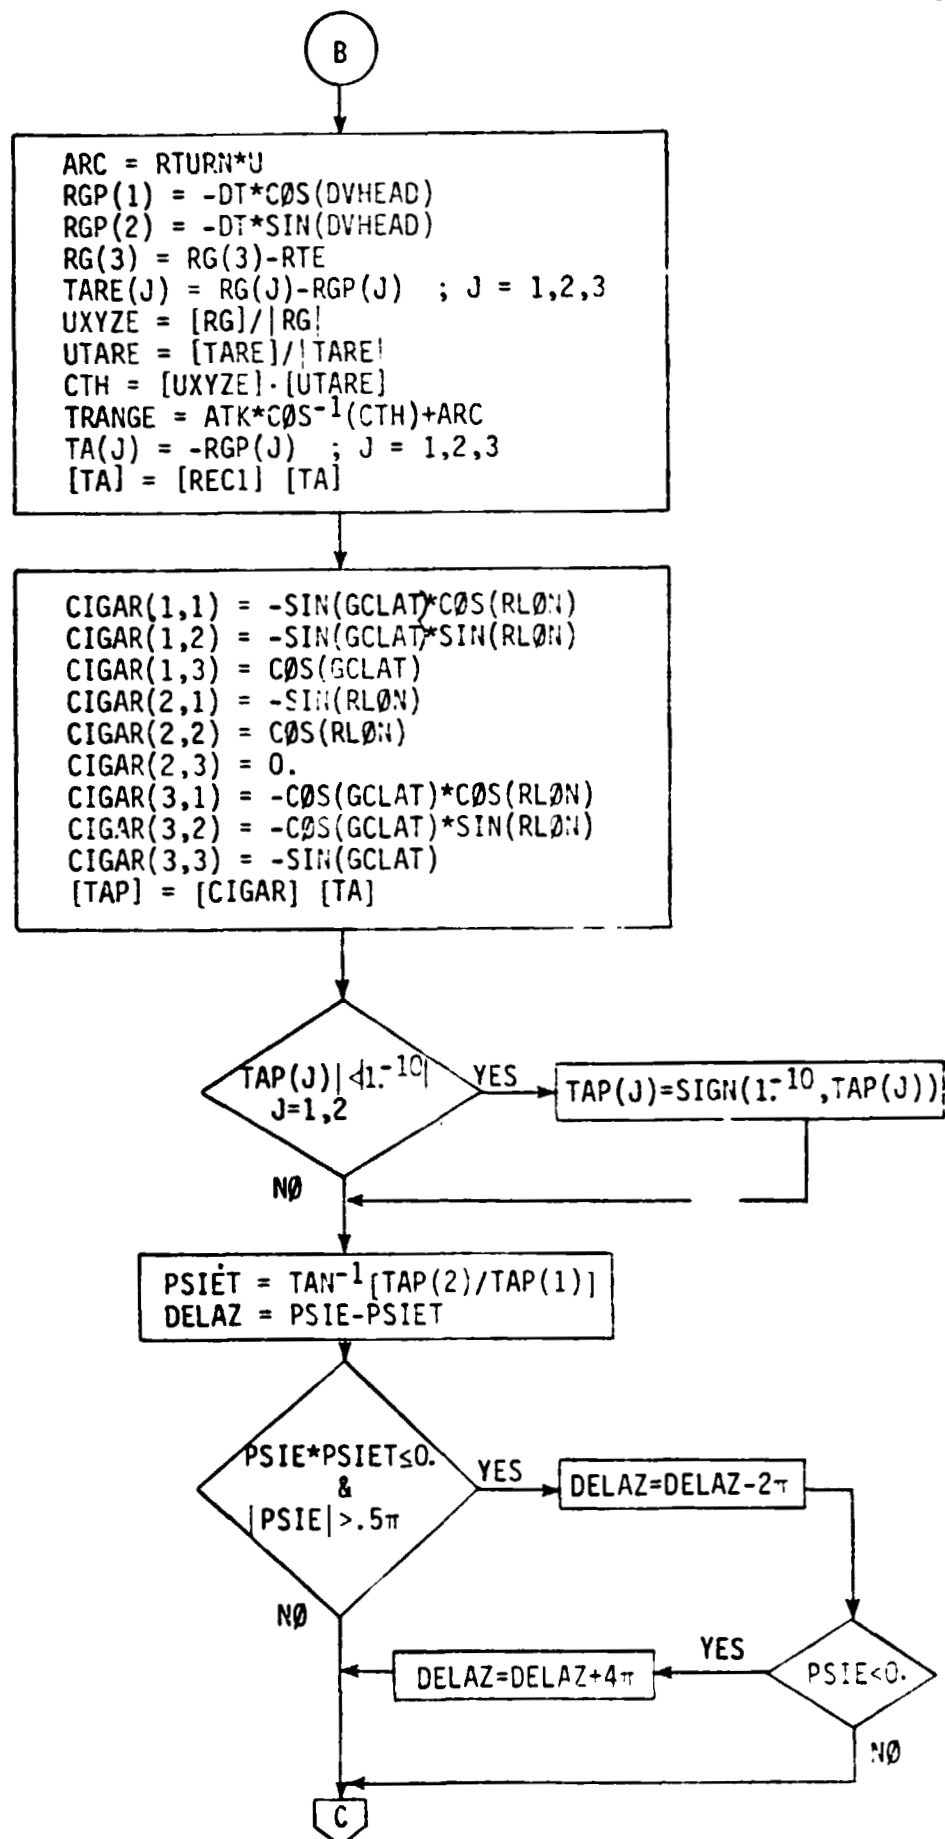 B
ARC = RTURN*U
RGP(1) = -DT*CØS(DVHEAD)
RGP(2) = -DT*SIN(DVHEAD)
RG(3) = RG(3)-RTE
TARE(J) = RG(J)-RGP(J) ; J = 1,2,3
UXYZE = [RG]/|RG|
UTARE = [TARE]/|TARE|
CTH = [UXYZE]·[UTARE]
TRANGE = ATK*CØS⁻¹(CTH)+ARC
TA(J) = -RGP(J) ; J = 1,2,3
[TA] = [REC1] [TA]
CIGAR(1,1) = -SIN(GCLAT)*CØS(RLØN)
CIGAR(1,2) = -SIN(GCLAT)*SIN(RLØN)
CIGAR(1,3) = CØS(GCLAT)
CIGAR(2,1) = -SIN(RLØN)
CIGAR(2,2) = CØS(RLØN)
CIGAR(2,3) = 0.
CIGAR(3,1) = -CØS(GCLAT)*CØS(RLØN)
CIGAR(3,2) = -CØS(GCLAT)*SIN(RLØN)
CIGAR(3,3) = -SIN(GCLAT)
[TAP] = [CIGAR] [TA]
TAP(J)|<|1.⁻¹⁰|
J=1,2
YES
TAP(J)=SIGN(1.⁻¹⁰,TAP(J))
NØ
PSIET = TAN⁻¹[TAP(2)/TAP(1)]
DELAZ = PSIE-PSIET
PSIE*PSIET≤0.
&
|PSIE|>.5π
YES
DELAZ=DELAZ-2π
NØ
PSIE<0.
YES
DELAZ=DELAZ+4π
NØ
C